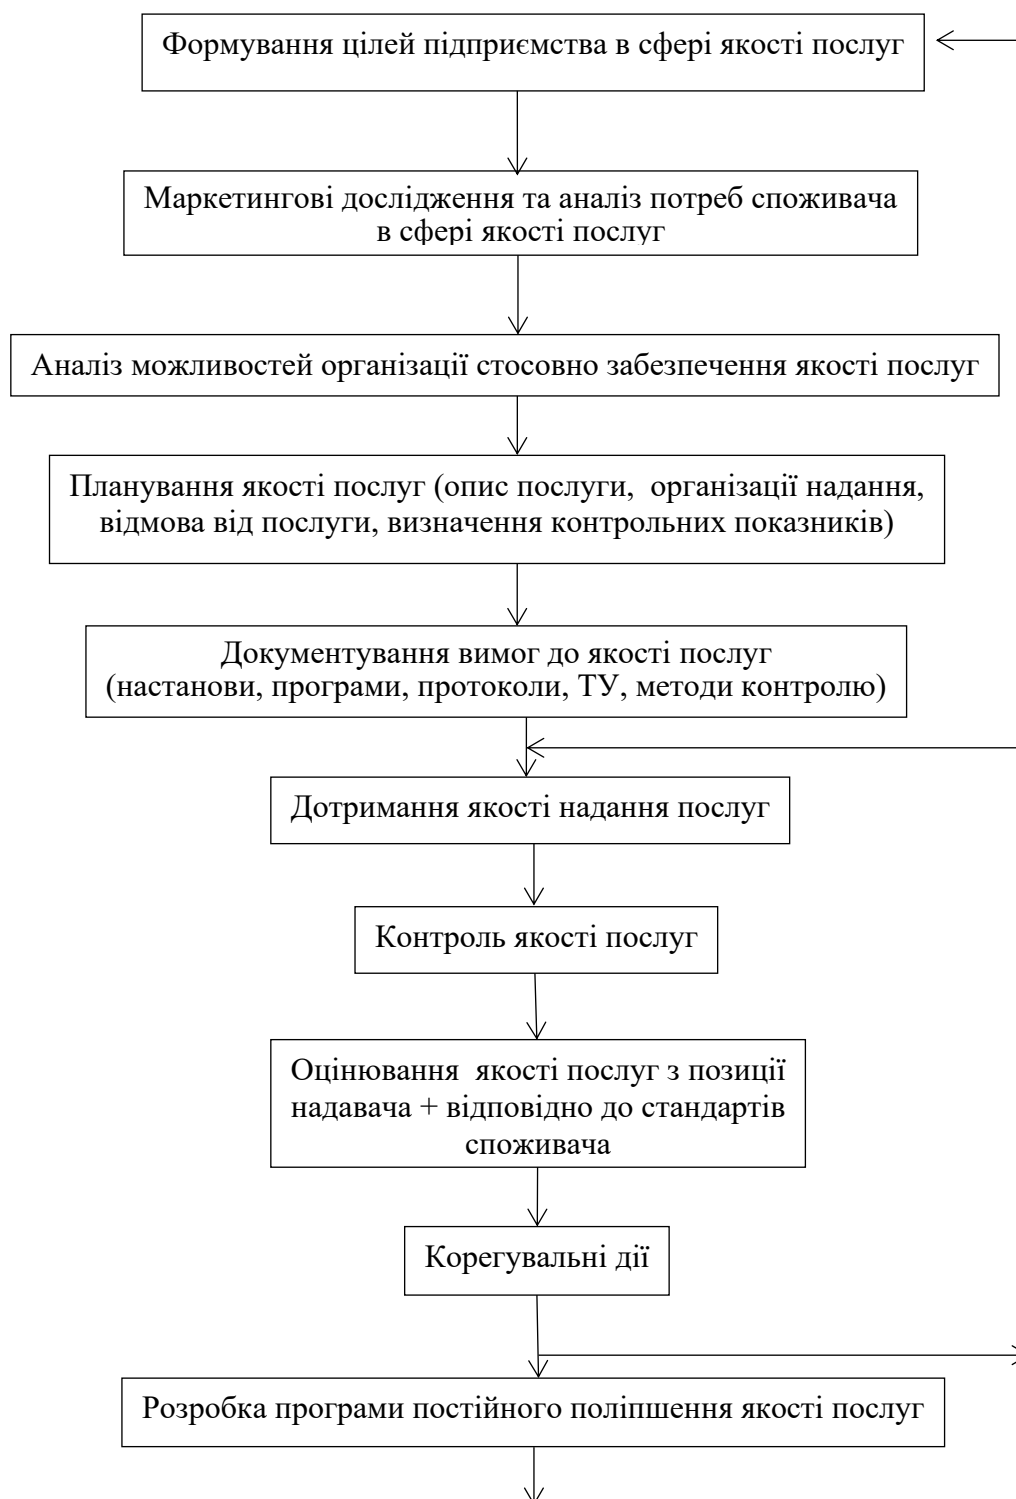 Формування цілей підприємства в сфері якості послуг
Маркетингові дослідження та аналіз потреб споживача
в сфері якості послуг
Аналіз можливостей організації стосовно забезпечення якості послуг
Планування якості послуг (опис послуги,  організації надання,
відмова від послуги, визначення контрольних показників)
Документування вимог до якості послуг
(настанови, програми, протоколи, ТУ, методи контролю)
Дотримання якості надання послуг
Контроль якості послуг
Оцінювання  якості послуг з позиції
надавача + відповідно до стандартів
споживача
Корегувальні дії
Розробка програми постійного поліпшення якості послуг